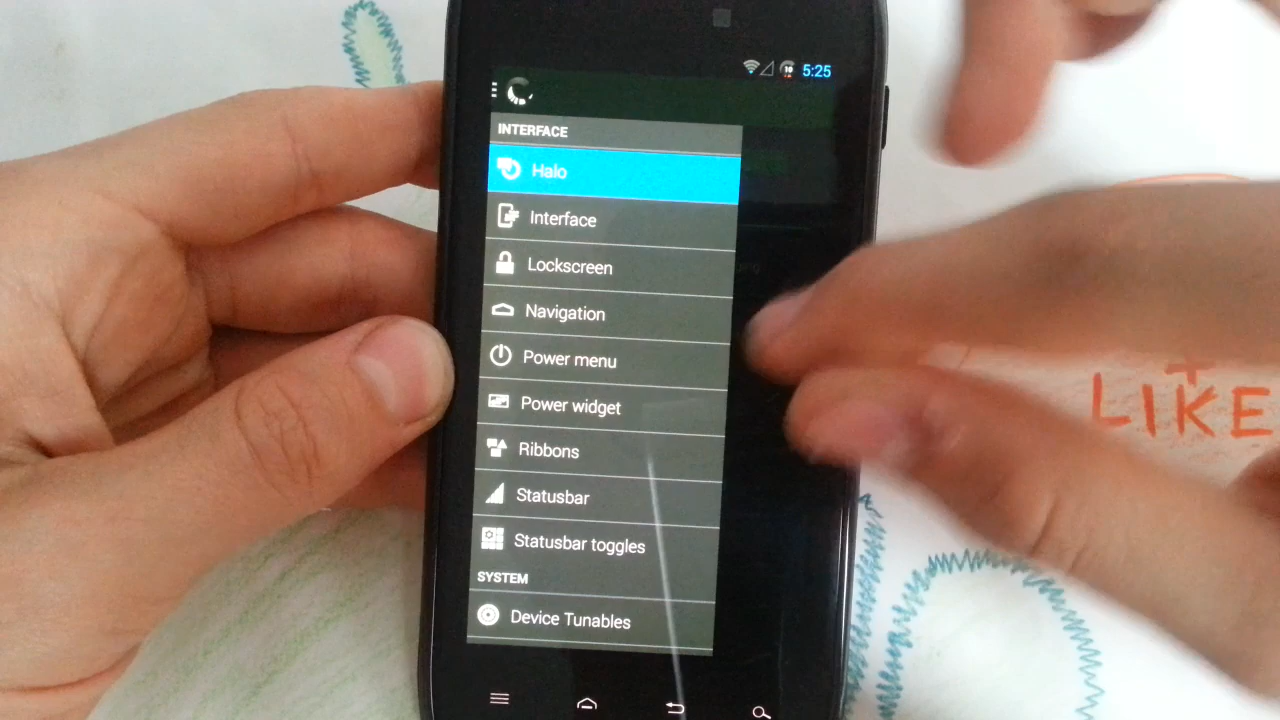 5:25
INTERFACE
Halo
Interface
Lockscreen
Navigation
Power menu
Power widget
Ribbons
Statusbar
Statusbar toggles
SYSTEM
Device Tunables
+
LIKE